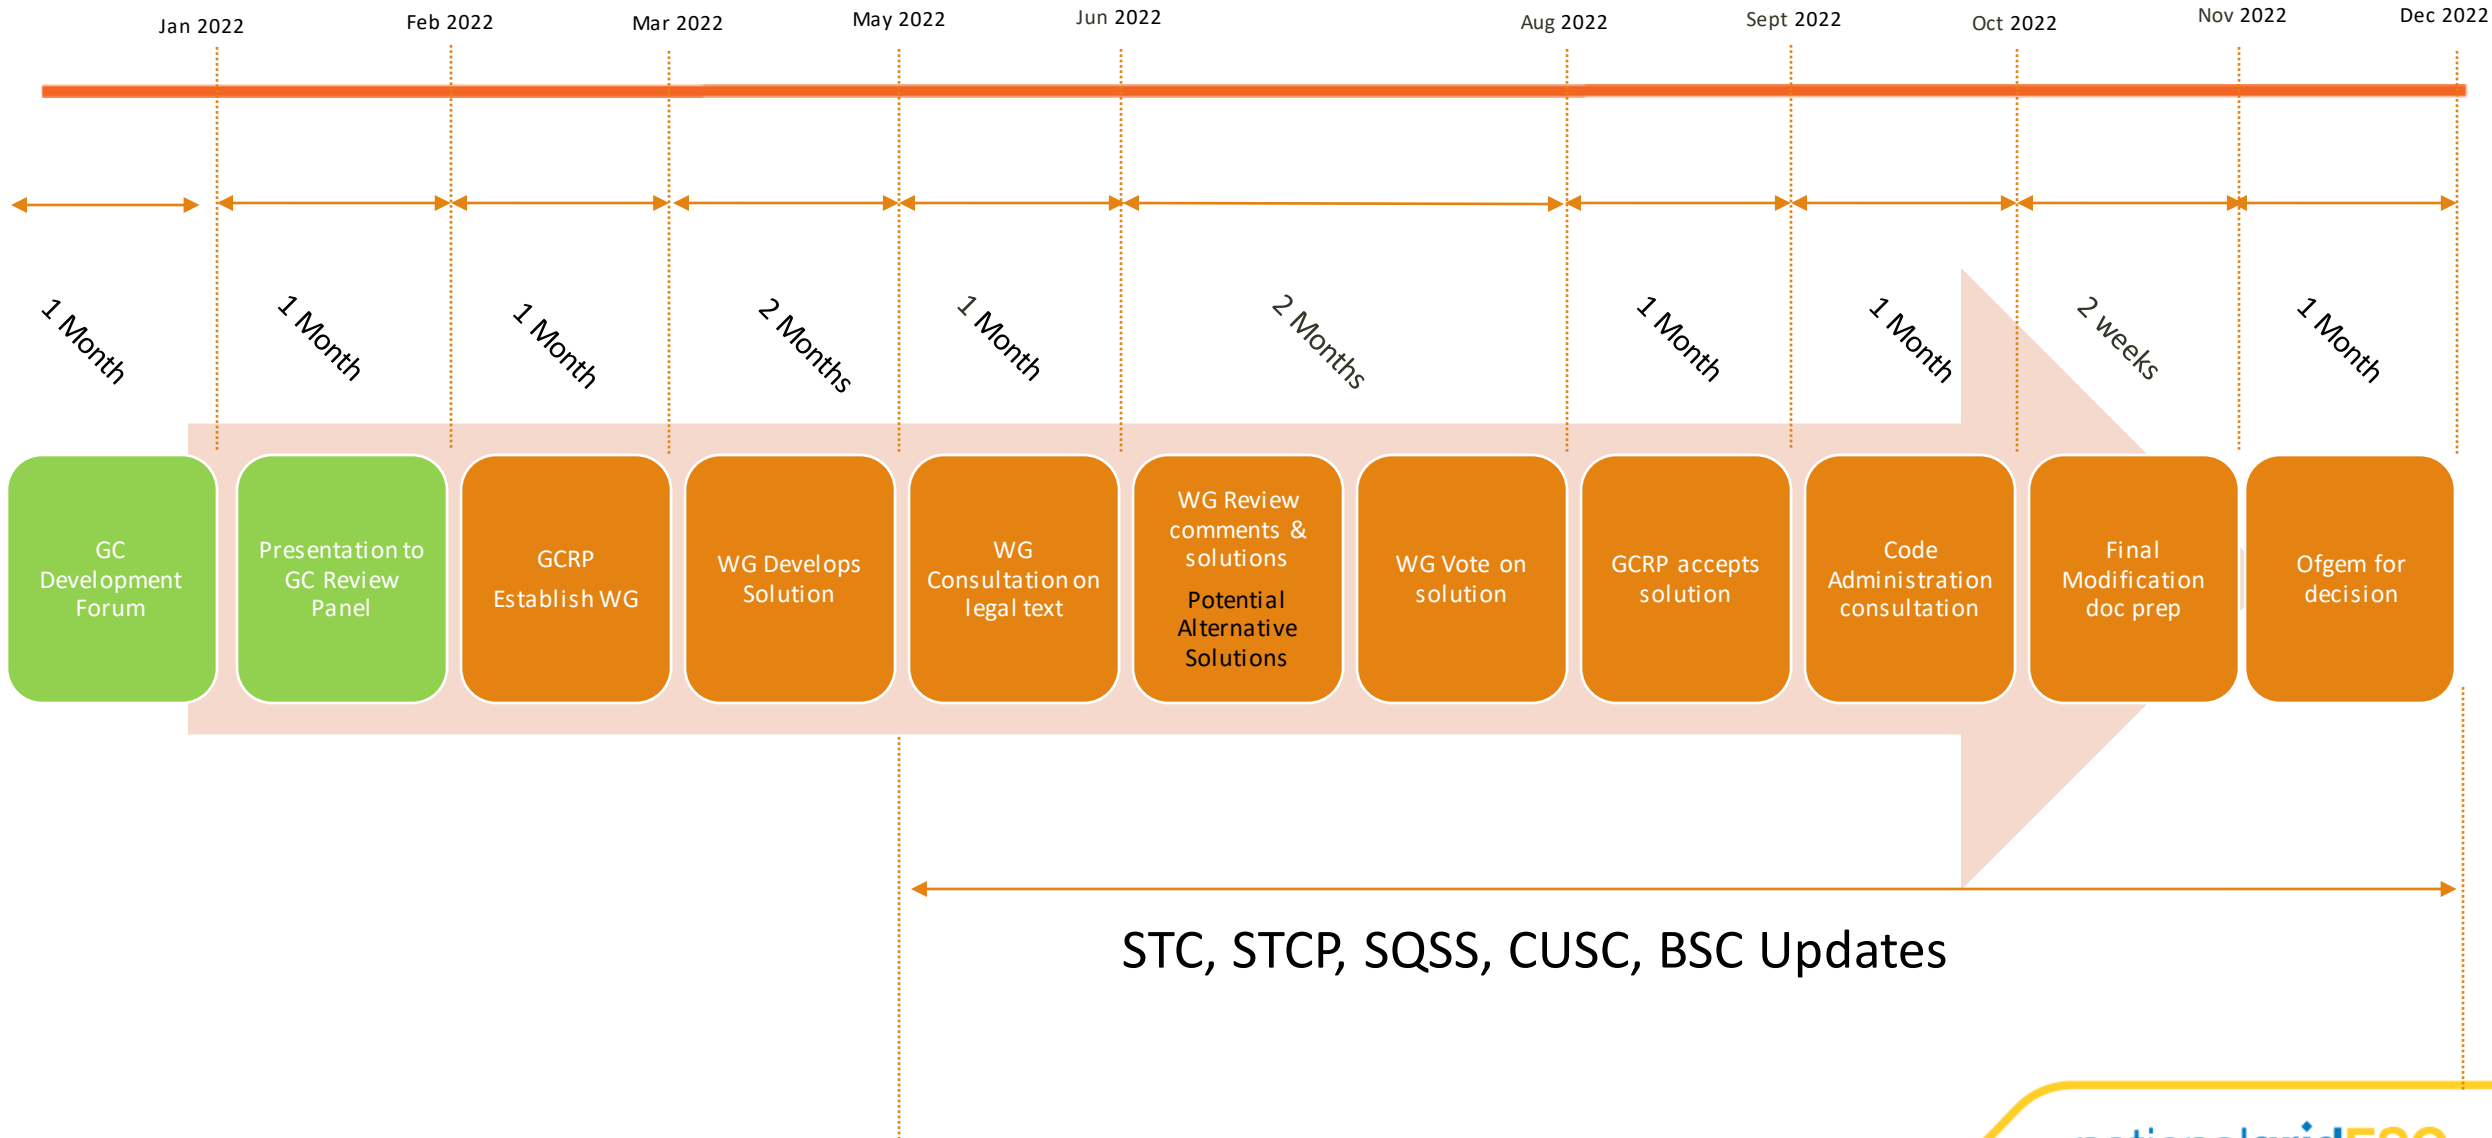 Jan 2022
Feb 2022
Mar 2022
May 2022
Jun 2022
Aug 2022
Sept 2022
Oct 2022
Nov 2022
Dec 2022
1 Month
1 Month
1 Month
2 Months
1 Month
2 Months
1 Month
1 Month
2 weeks
1 Month
GC
Development
Forum
Presentation to
GC Review
Panel
GCRP
Establish WG
WG Develops
Solution
WG
Consultation on
legal text
WG Review
comments &
solutions
Potential
Alternative
Solutions
WG Vote on
solution
GCRP accepts
solution
Code
Administration
consultation
Final
Modification
doc prep
Ofgem for
decision
STC, STCP, SQSS, CUSC, BSC Updates
nationalgridESO